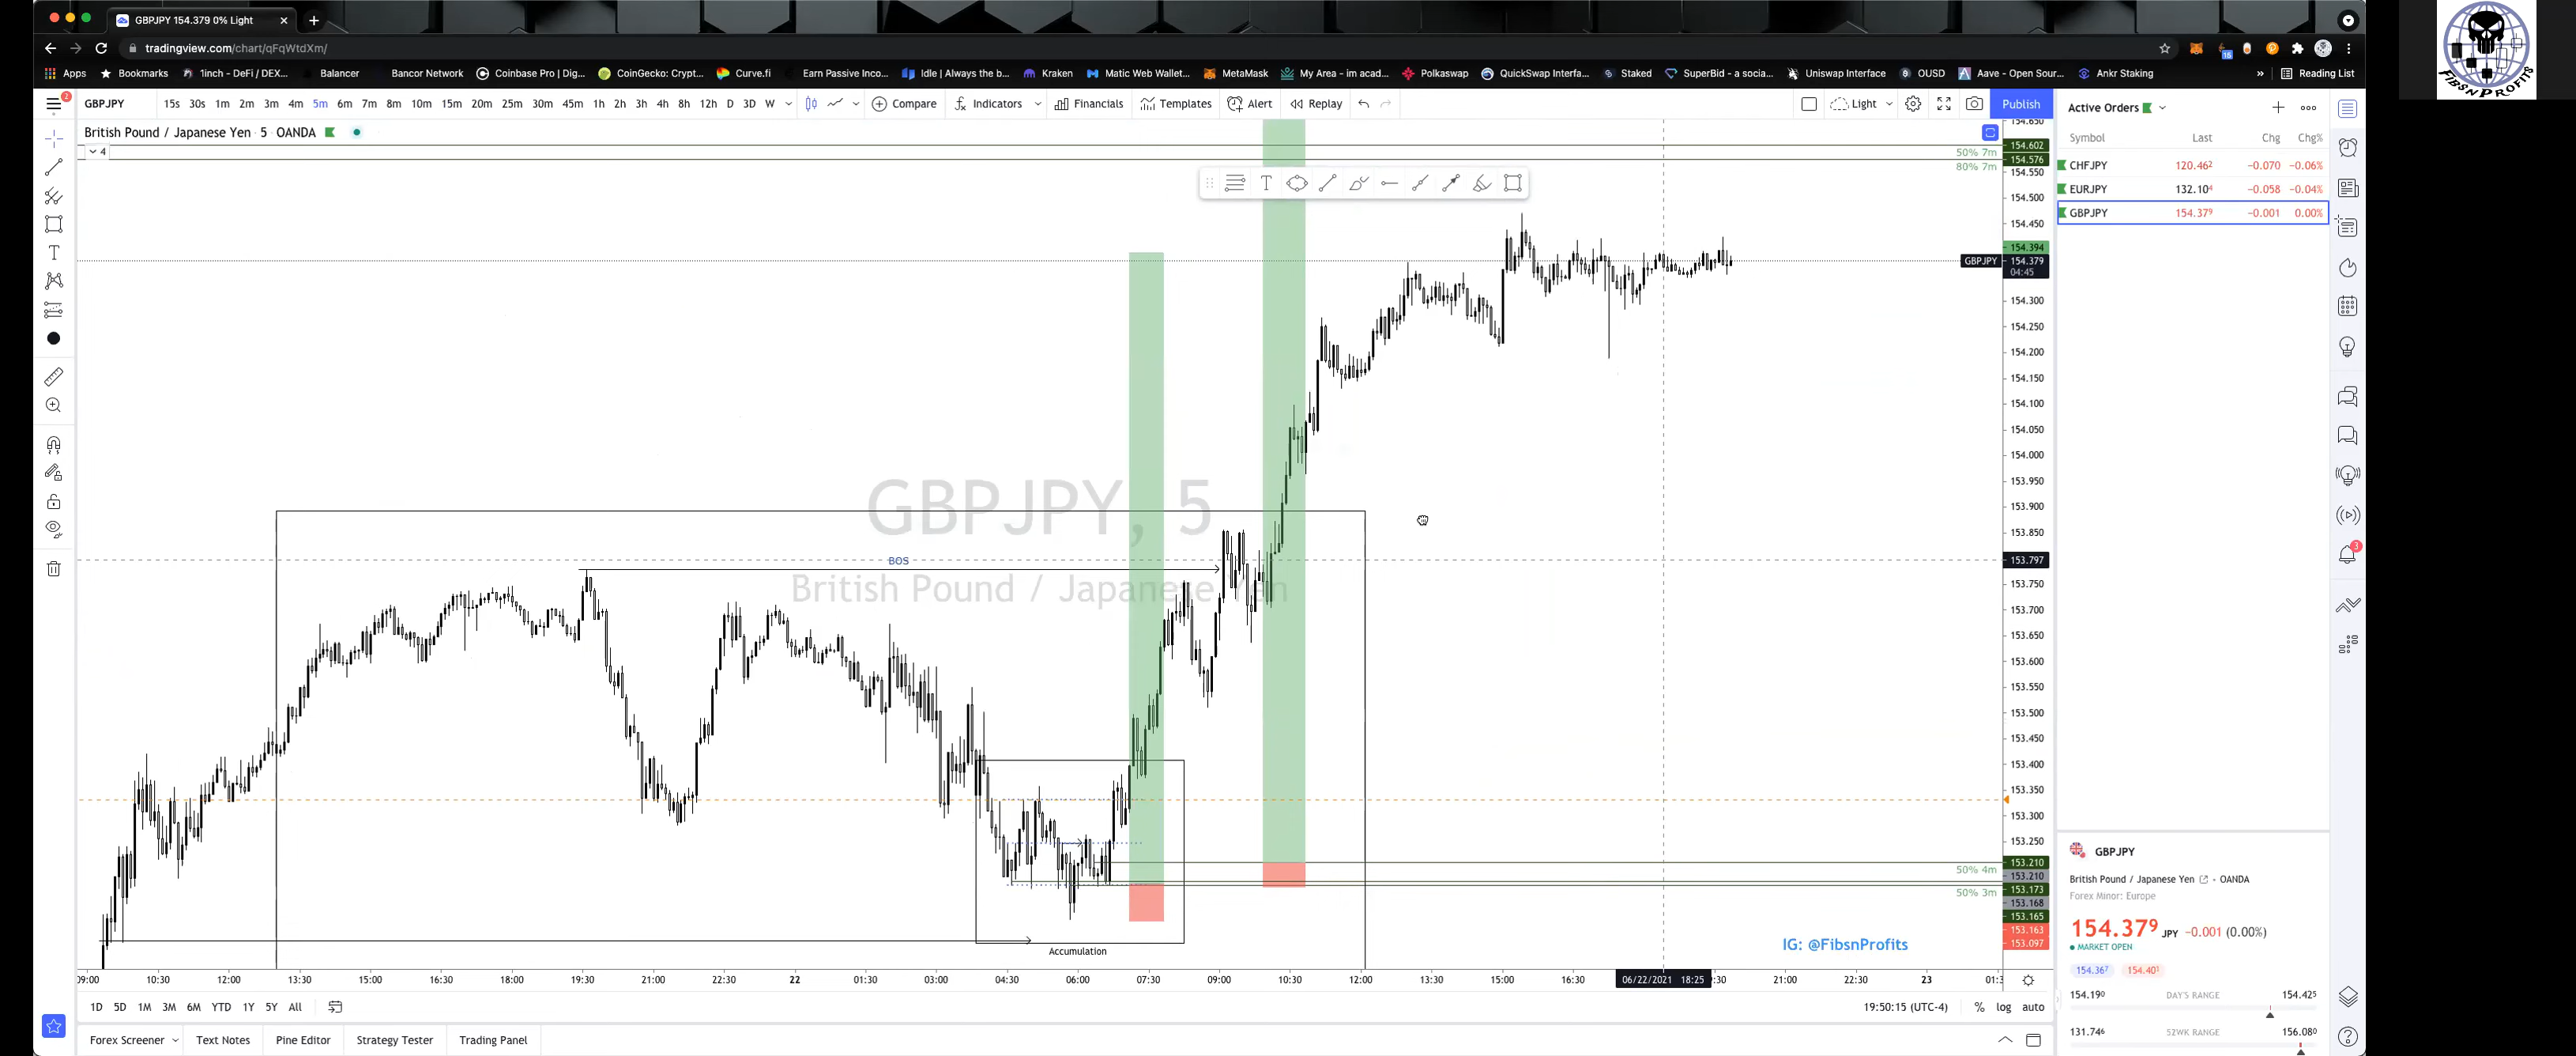 GBPJPY 154.379 0% Light
tradingview.com/chart/qFqWtdXm/
Apps Bookmarks 1inch - DeFi / DEX... Balancer Bancor Network Coinbase Pro | Dig... CoinGecko: Crypt... Curve.fi Earn Passive Inco... Idle | Always the b... Kraken Matic Web Wallet... MetaMask My Area - im acad... Polkaswap QuickSwap Interfa... Staked SuperBid - a socia... Uniswap Interface OUSD Aave - Open Sour... Ankr Staking » Reading List
GBPJPY 15s 30s 1m 2m 3m 4m 5m 6m 7m 8m 10m 15m 20m 25m 30m 45m 1h 2h 3h 4h 8h 12h D 3D W Compare Indicators Financials Templates Alert Replay Light Publish
British Pound / Japanese Yen · 5 · OANDA
4
50% 7m
80% 7m
GBPJPY, 5
British Pound / Japanese Yen
BOS
Accumulation
50% 4m
50% 3m
IG: @FibsnProfits
154.650
154.602
154.576
154.550
154.500
154.450
154.394
GBPJPY 154.379
04:45
154.300
154.250
154.200
154.150
154.100
154.050
154.000
153.950
153.900
153.850
153.797
153.750
153.700
153.650
153.600
153.550
153.500
153.450
153.400
153.350
153.300
153.250
153.210
153.210
153.173
153.168
153.165
153.163
153.097
09:00 10:30 12:00 13:30 15:00 16:30 18:00 19:30 21:00 22:30 22 01:30 03:00 04:30 06:00 07:30 09:00 10:30 12:00 13:30 15:00 16:30 06/22/2021 18:25 21:00 22:30 23
1D 5D 1M 3M 6M YTD 1Y 5Y All
19:50:15 (UTC-4) % log auto
Forex Screener Text Notes Pine Editor Strategy Tester Trading Panel
Active Orders
Symbol Last Chg Chg%
CHFJPY 120.462 −0.070 −0.06%
EURJPY 132.104 −0.058 −0.04%
GBPJPY 154.379 −0.001 0.00%
GBPJPY
British Pound / Japanese Yen · OANDA
Forex Minor: Europe
154.379 JPY −0.001 (0.00%)
MARKET OPEN
154.367 154.401
154.190 DAY'S RANGE 154.425
131.746 52WK RANGE 156.080
FIBSNPROFITS